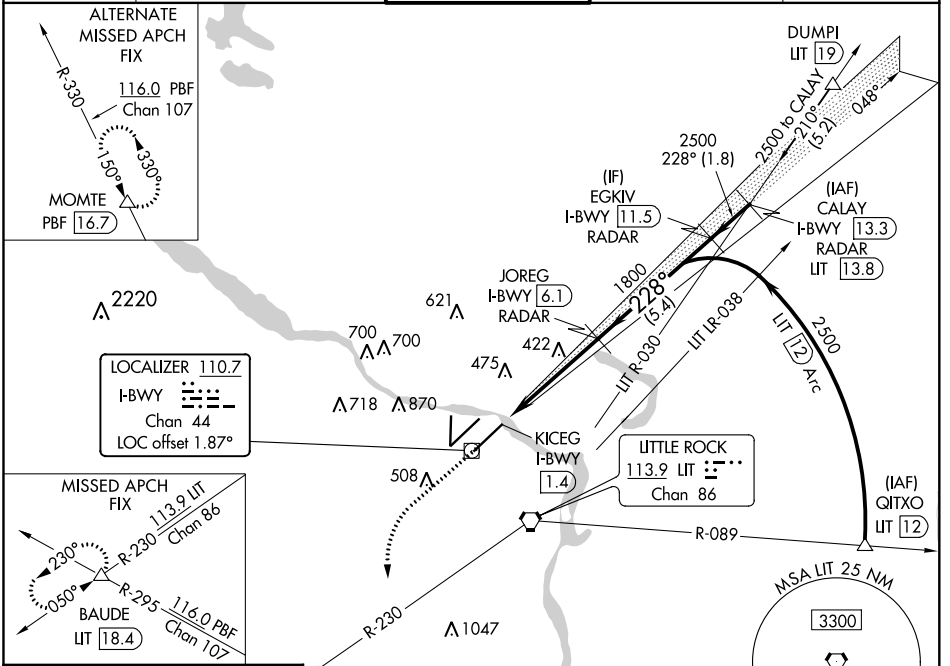 ALTERNATE
MISSED APCH
FIX
R-330
116.0 PBF
Chan 107
330°
150°
MOMTE
PBF 16.7
DUMPI
LIT 19
2500 to CALAY
210°
(5.2)
048°
2500
228° (1.8)
(IF)
EGKIV
I-BWY 11.5
RADAR
(IAF)
CALAY
I-BWY 13.3
RADAR
LIT 13.8
JOREG
I-BWY 6.1
RADAR
1800
228°
(5.4)
LIT R-030
LIT LR-038
2500
LIT 12 Arc
2220
621
700
700
422
475
718
870
LOCALIZER 110.7
I-BWY
Chan 44
LOC offset 1.87°
508
KICEG
I-BWY
1.4
LITTLE ROCK
113.9 LIT
Chan 86
(IAF)
QITXO
LIT 12
R-089
MISSED APCH
FIX
113.9 LIT
R-230
Chan 86
230°
050°
R-295
116.0 PBF
Chan 107
BAUDE
LIT 18.4
R-230
1047
MSA LIT 25 NM
3300